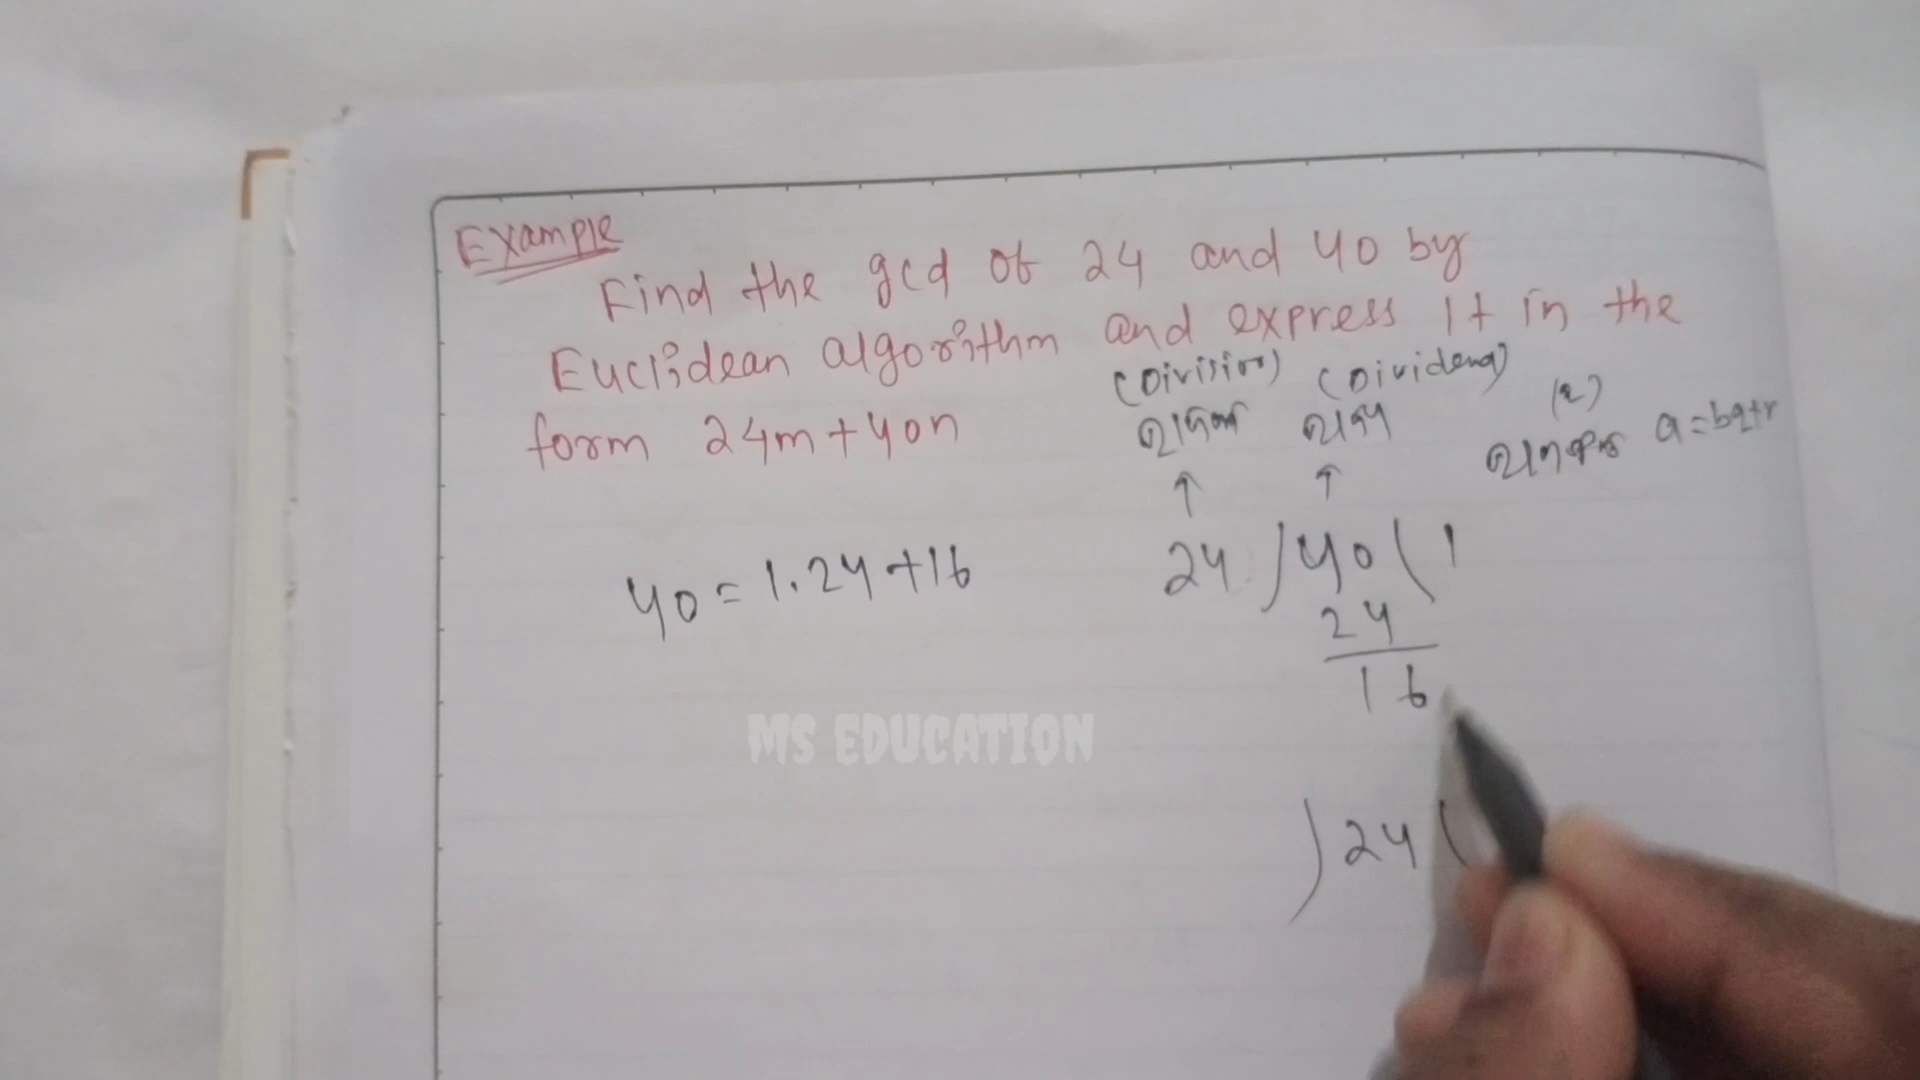 Example
Find the gcd of 24 and 40 by
Euclidean algorithm and express it in the
form 24m+40n
(Division) (Dividend)
(r)
a=bq+r
40 = 1.24+16
24 ) 40 ( 1
24
16
) 24 (
MS EDUCATION